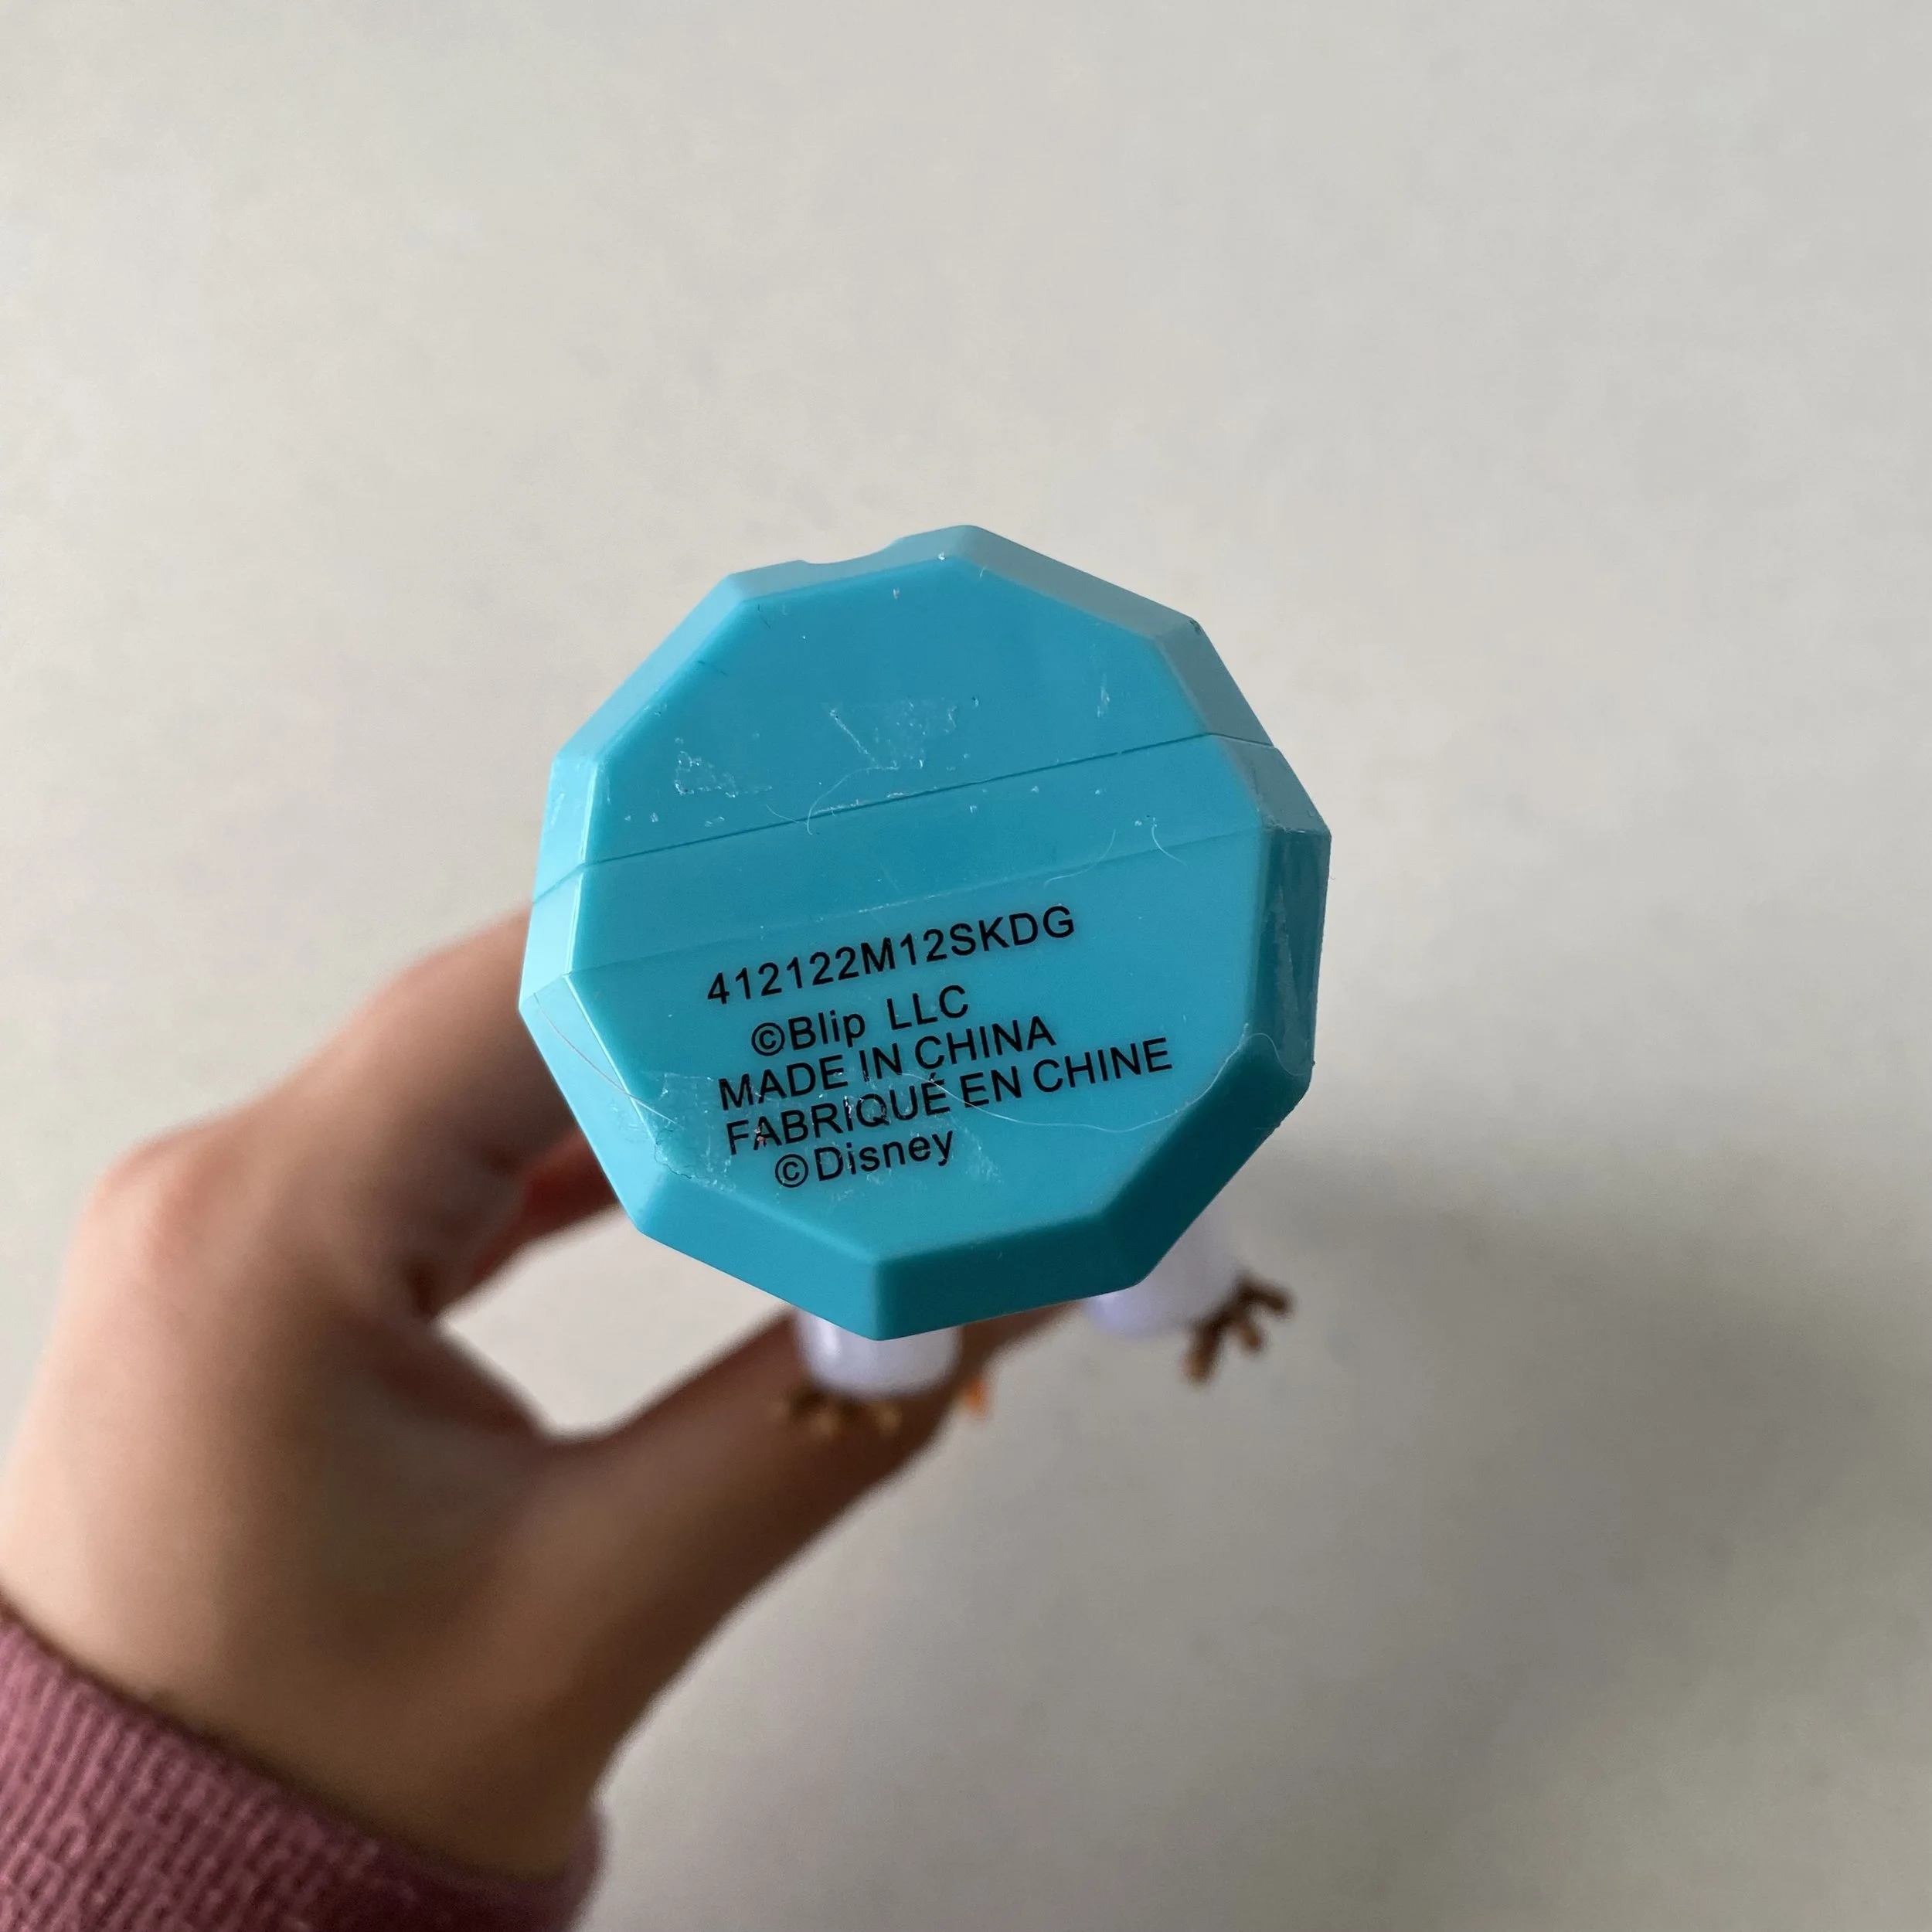 412122M12SKDG
©Blip LLC
MADE IN CHINA
FABRIQUÉ EN CHINE
©Disney